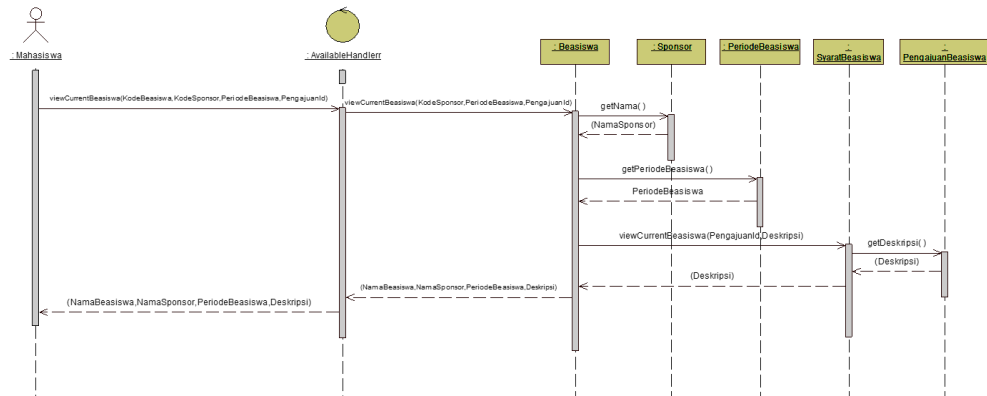 : Mahasiswa
: AvailableHandlerr
: Beasiswa
: Sponsor
: PeriodeBeasiswa
:
SyaratBeasiswa
:
PengajuanBeasiswa
viewCurrentBeasiswa(KodeBeasiswa,KodeSponsor,PeriodeBeasiswa,PengajuanId)
viewCurrentBeasiswa(KodeSponsor,PeriodeBeasiswa,PengajuanId)
getNama()
(NamaSponsor)
getPeriodeBeasiswa()
PeriodeBeasiswa
viewCurrentBeasiswa(PengajuanId,Deskripsi)
getDeskripsi()
(Deskripsi)
(Deskripsi)
(NamaBeasiswa,NamaSponsor,PeriodeBeasiswa,Deskripsi)
(NamaBeasiswa,NamaSponsor,PeriodeBeasiswa,Deskripsi)